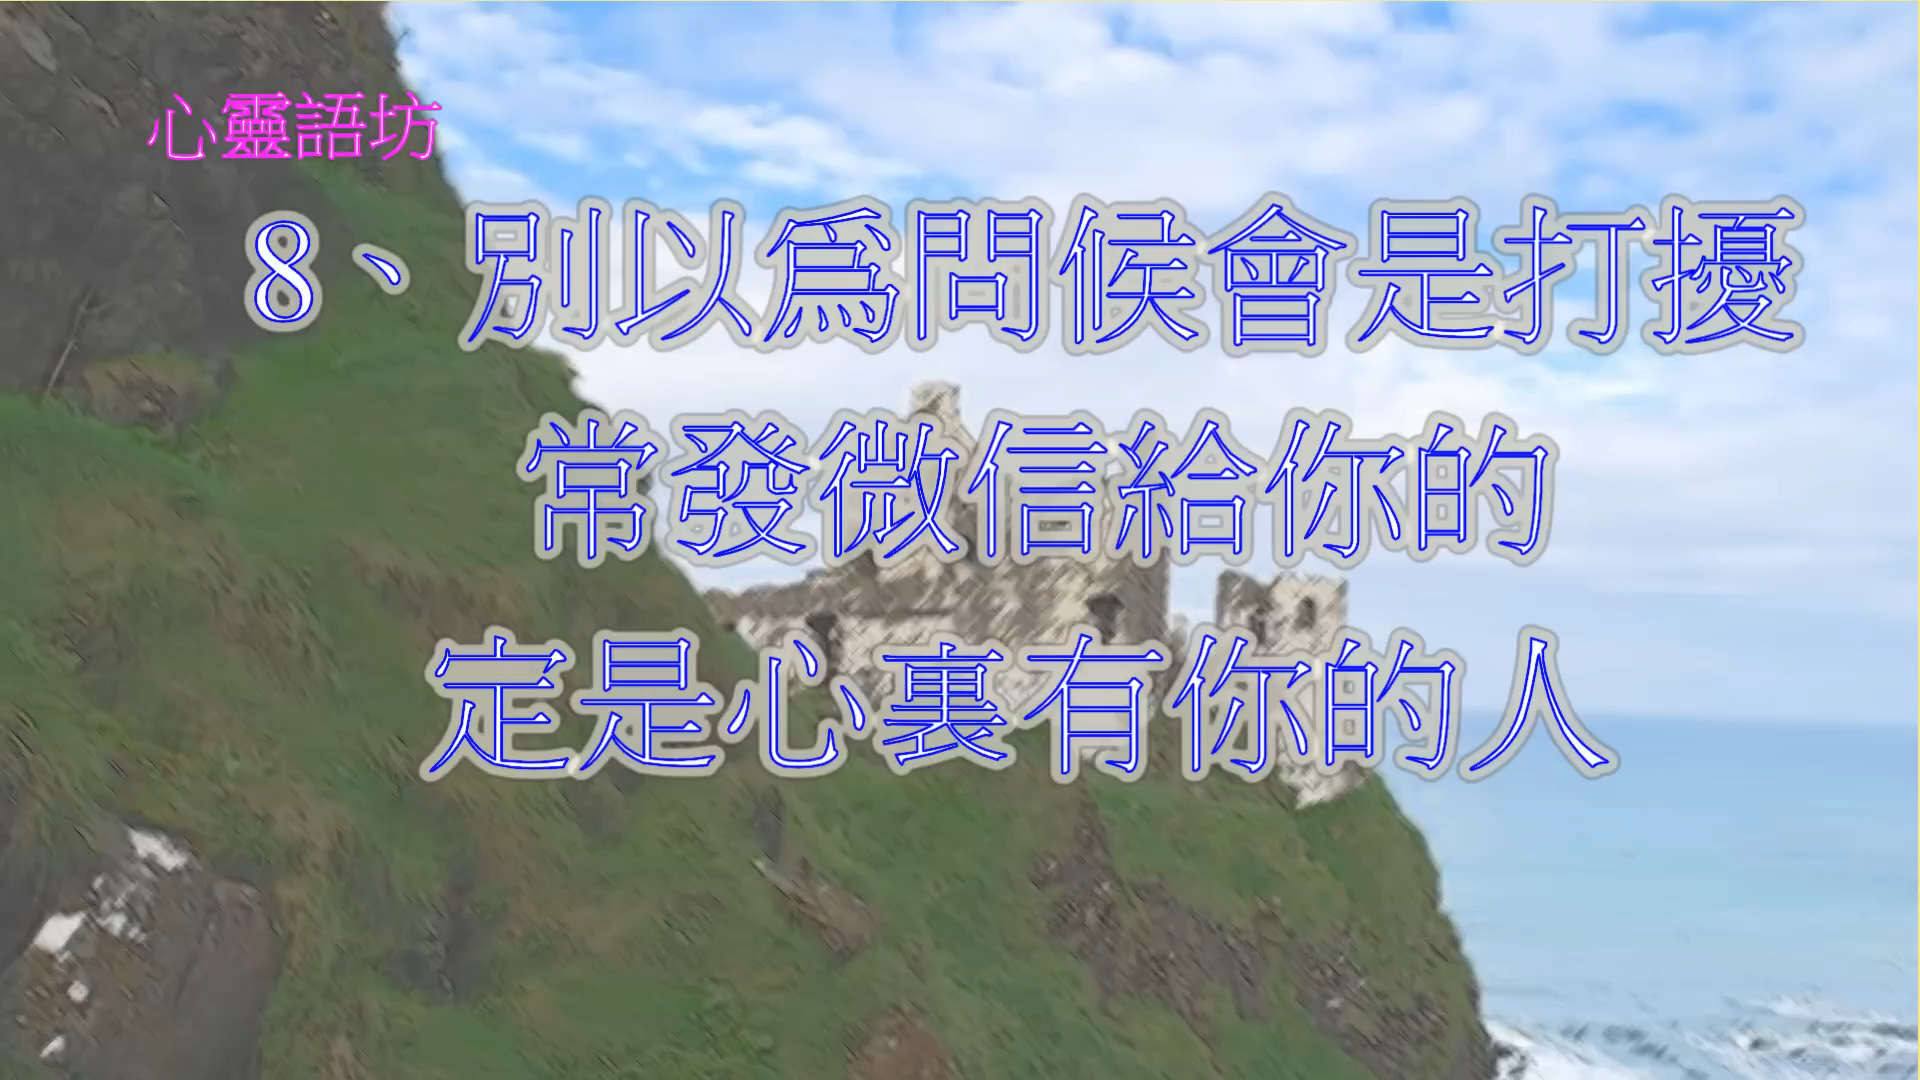 心靈語坊
8、別以爲問候會是打擾
常發微信給你的
定是心裏有你的人